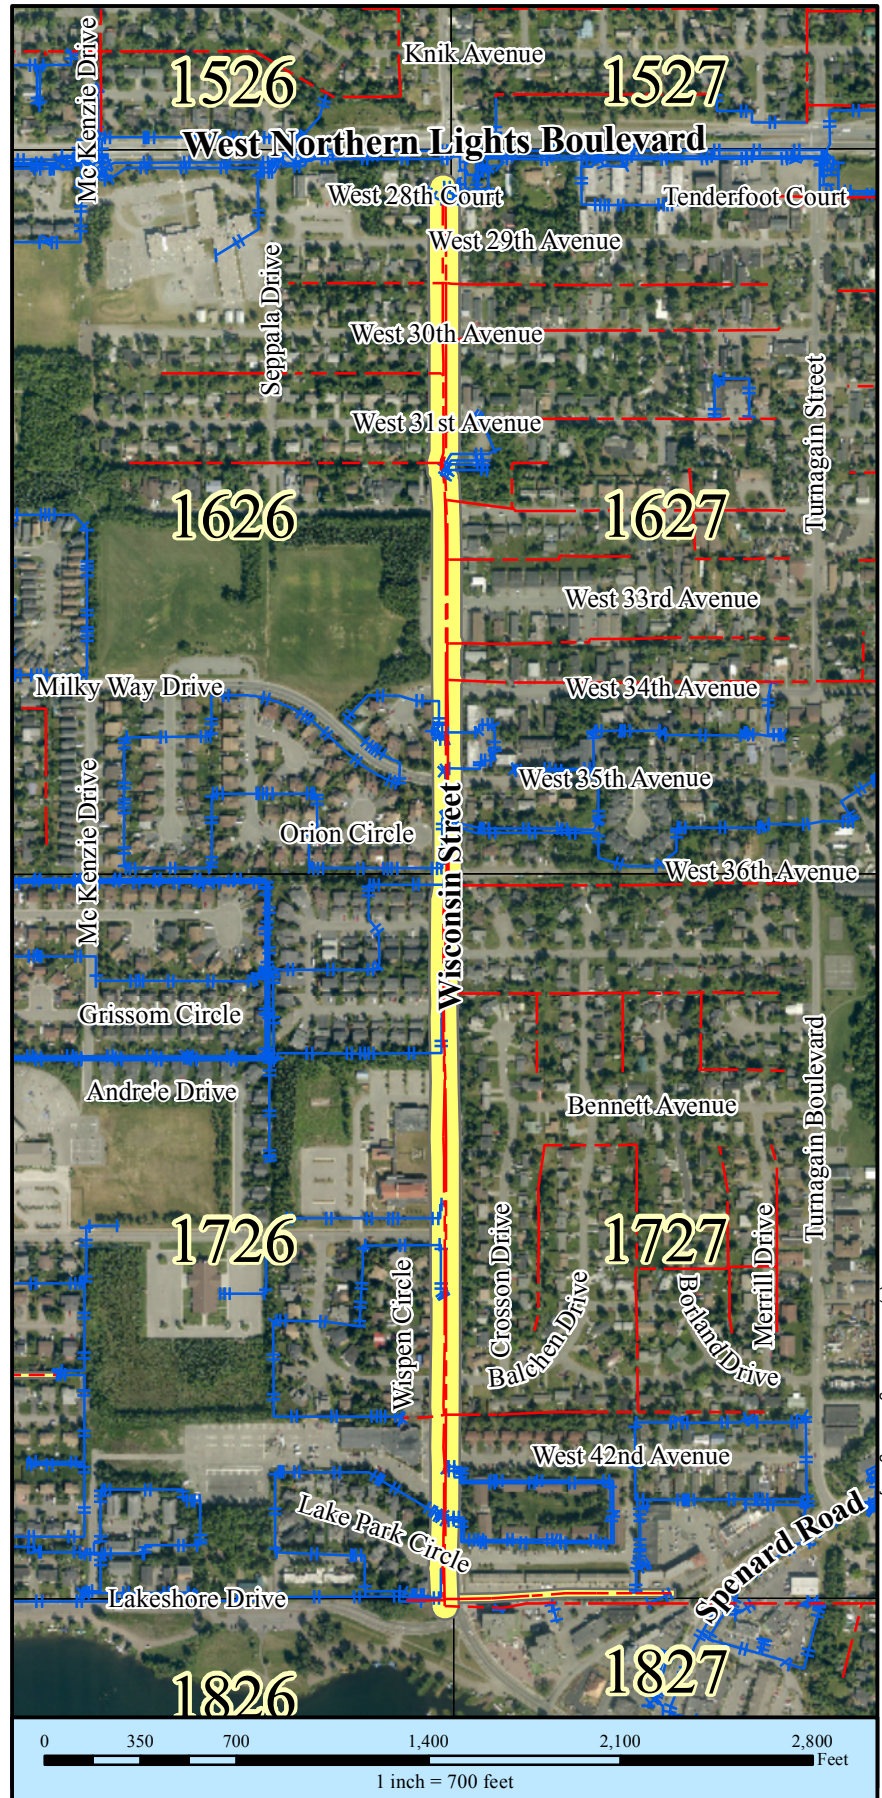 Knik Avenue
Mc Kenzie Drive
1526
1527
West Northern Lights Boulevard
West 28th Court
Tenderfoot Court
West 29th Avenue
Seppala Drive
West 30th Avenue
Turnagain Street
West 31st Avenue
1626
1627
West 33rd Avenue
Milky Way Drive
West 34th Avenue
West 35th Avenue
Mc Kenzie Drive
Wisconsin Street
Orion Circle
West 36th Avenue
Grissom Circle
Andre'e Drive
Bennett Avenue
Turnagain Boulevard
1726
1727
Crosson Drive
Merrill Drive
Wispen Circle
Balchen Drive
Borland Drive
West 42nd Avenue
Lake Park Circle
Spenard Road
Lakeshore Drive
1826
1827
0 350 700 1,400 2,100 2,800
Feet
1 inch = 700 feet